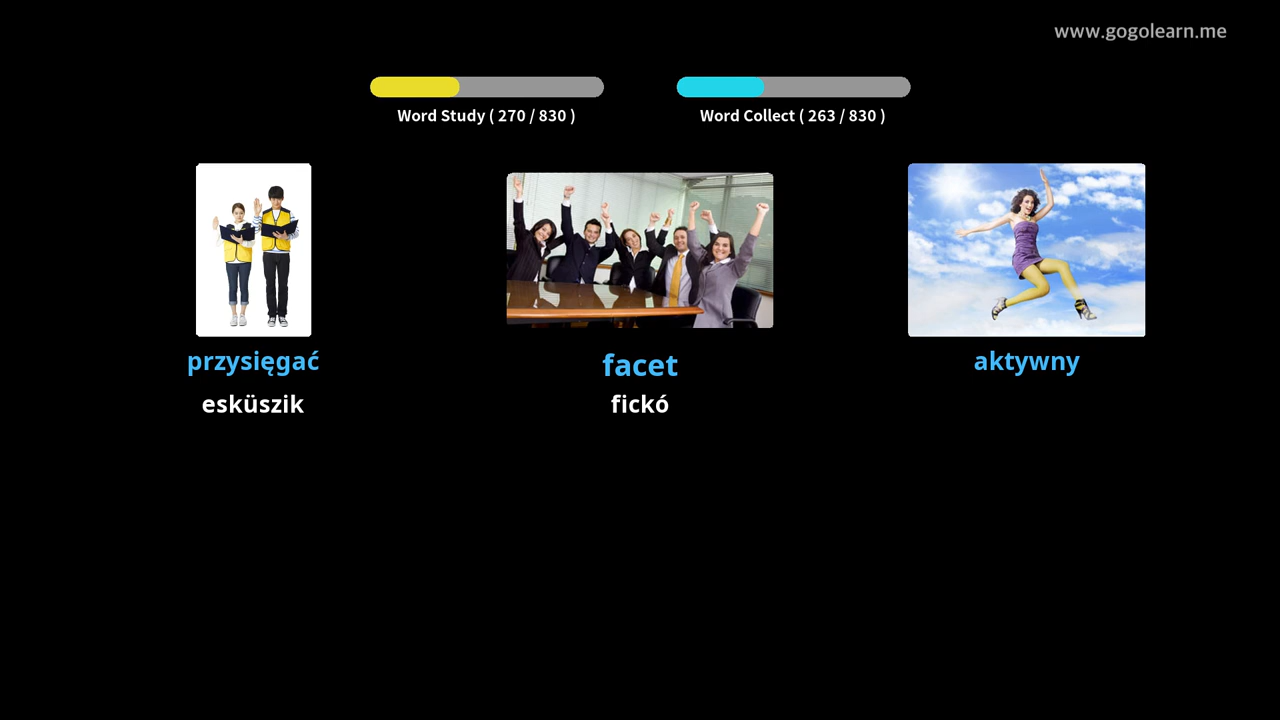 www.gogolearn.me
Word Study ( 270 / 830 )
Word Collect ( 263 / 830 )
przysięgać
facet
aktywny
esküszik
fickó